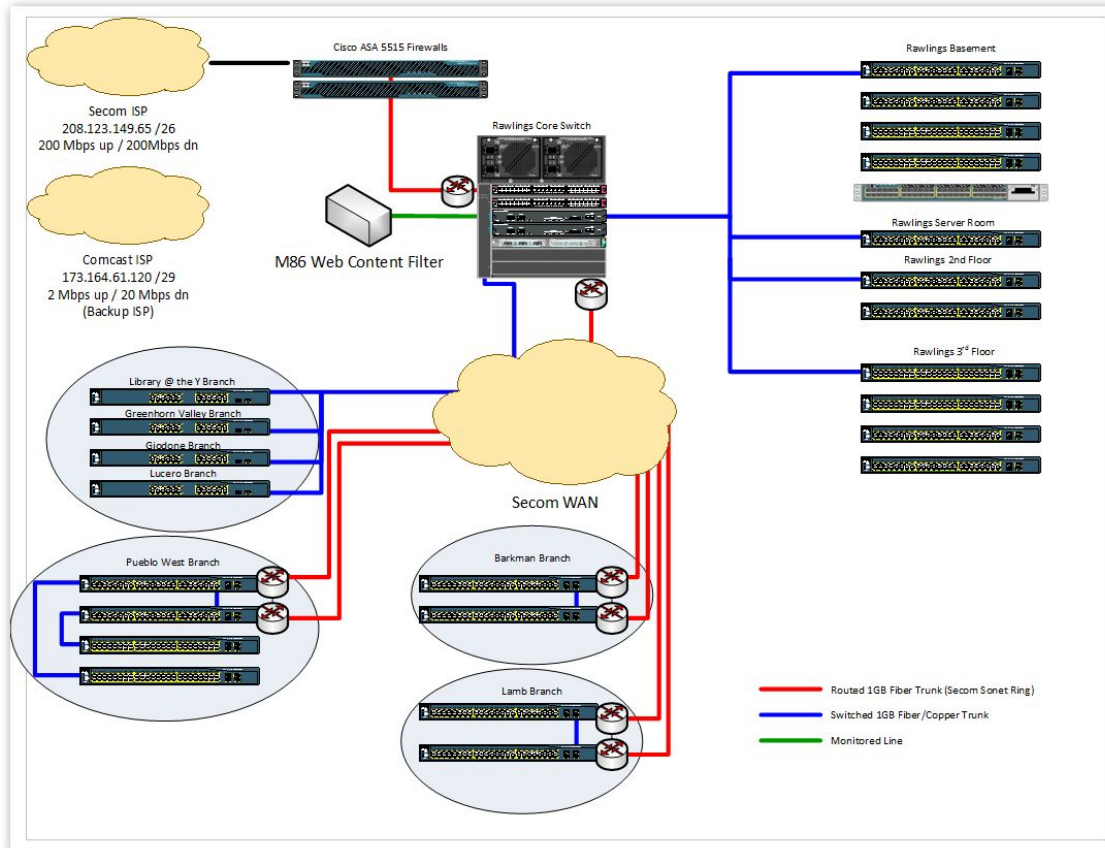 Cisco ASA 5515 Firewalls
Rawlings Basement
Secom ISP
208.123.149.65 /26
200 Mbps up / 200Mbps dn
Rawlings Core Switch
Comcast ISP
173.164.61.120 /29
2 Mbps up / 20 Mbps dn
(Backup ISP)
M86 Web Content Filter
Rawlings Server Room
Rawlings 2nd Floor
Rawlings 3rd Floor
Library @ the Y Branch
Greenhorn Valley Branch
Giodone Branch
Lucero Branch
Secom WAN
Pueblo West Branch
Barkman Branch
Lamb Branch
Routed 1GB Fiber Trunk (Secom Sonet Ring)
Switched 1GB Fiber/Copper Trunk
Monitored Line